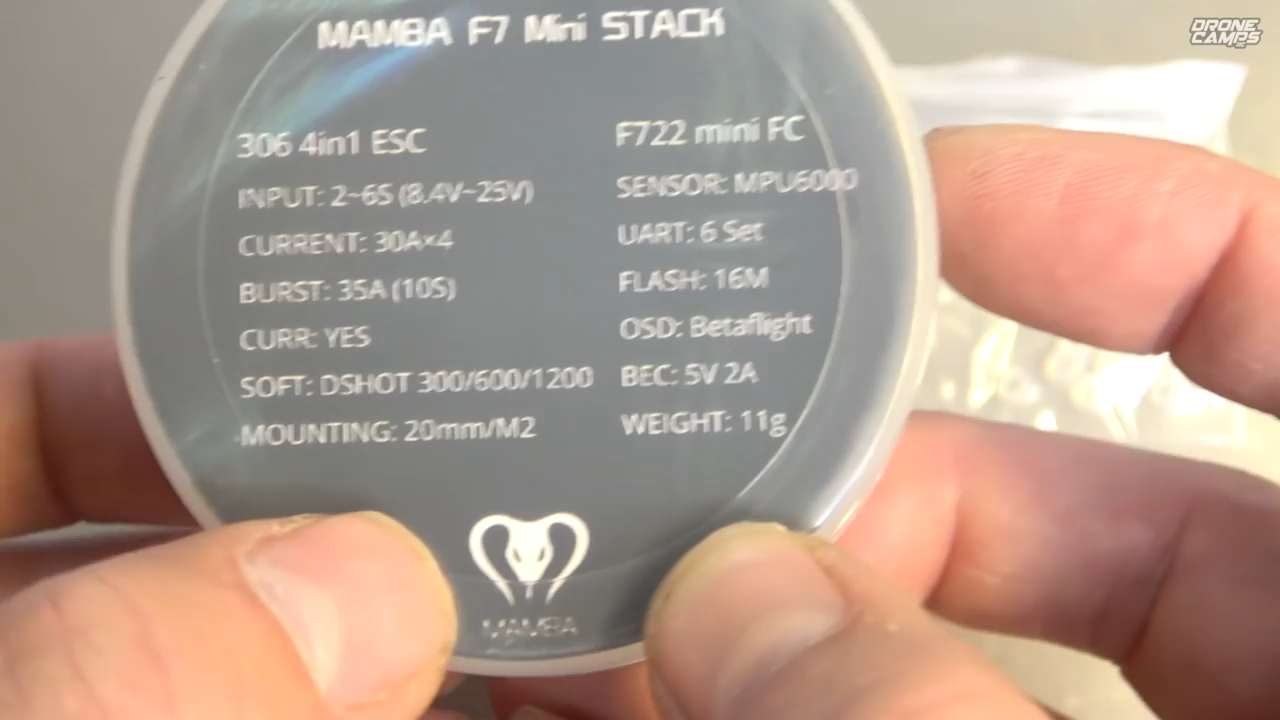 MAMBA F7 Mini STACK
306 4in1 ESC
INPUT: 2~6S (8.4V~25V)
CURRENT: 30A×4
BURST: 35A (10S)
CURR: YES
SOFT: DSHOT 300/600/1200
MOUNTING: 20mm/M2
F722 mini FC
SENSOR: MPU6000
UART: 6 Set
FLASH: 16M
OSD: Betaflight
BEC: 5V 2A
WEIGHT: 11g
MAMBA
DRONE
CAMPS